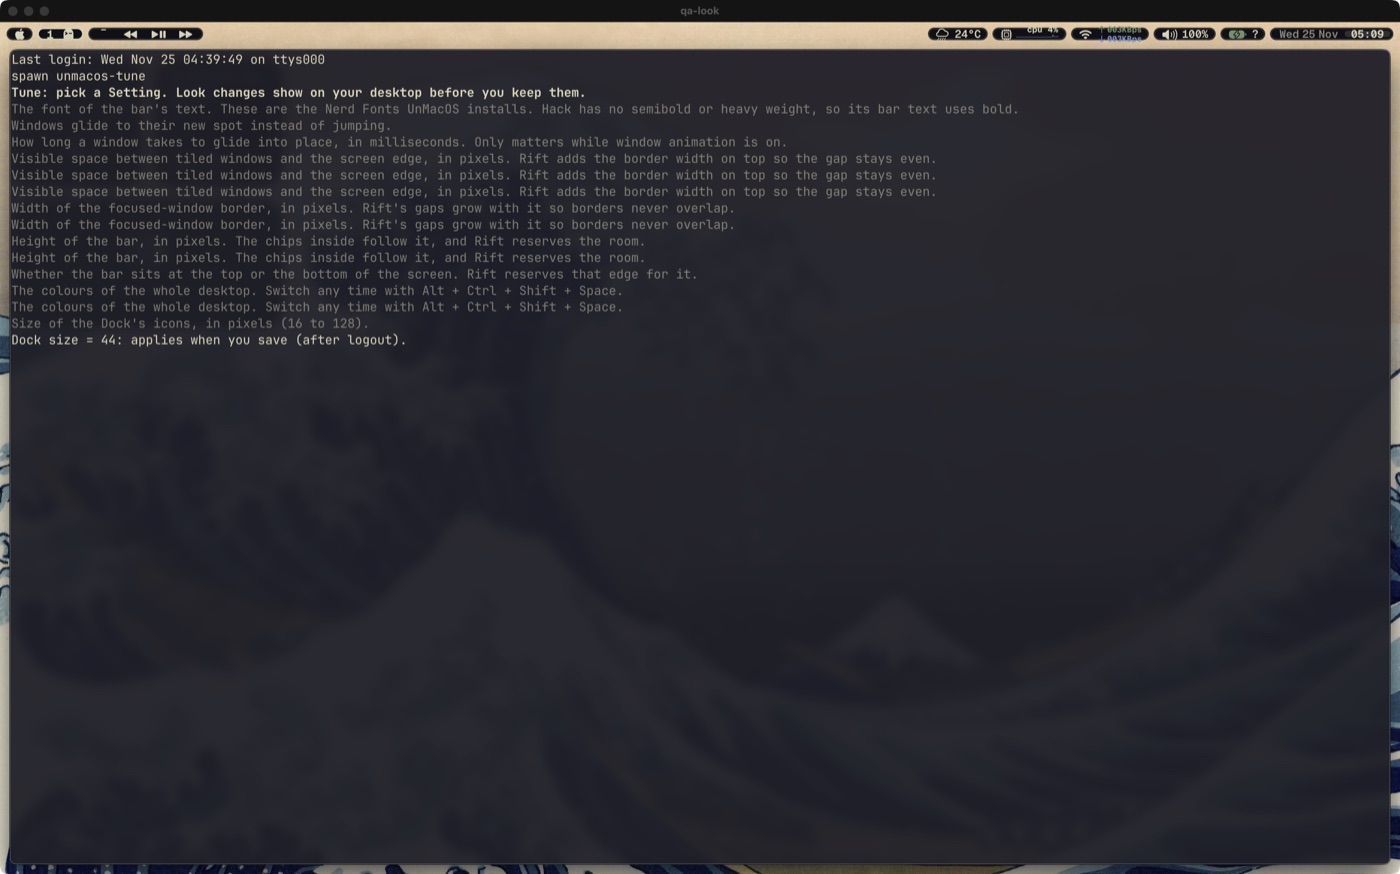 qa-look
1
24°C
cpu 4%
003KBps
003KBps
100%
?
Wed 25 Nov 05:09
Last login: Wed Nov 25 04:39:49 on ttys000
spawn unmacos-tune
Tune: pick a Setting. Look changes show on your desktop before you keep them.
The font of the bar's text. These are the Nerd Fonts UnMacOS installs. Hack has no semibold or heavy weight, so its bar text uses bold.
Windows glide to their new spot instead of jumping.
How long a window takes to glide into place, in milliseconds. Only matters while window animation is on.
Visible space between tiled windows and the screen edge, in pixels. Rift adds the border width on top so the gap stays even.
Visible space between tiled windows and the screen edge, in pixels. Rift adds the border width on top so the gap stays even.
Visible space between tiled windows and the screen edge, in pixels. Rift adds the border width on top so the gap stays even.
Width of the focused-window border, in pixels. Rift's gaps grow with it so borders never overlap.
Width of the focused-window border, in pixels. Rift's gaps grow with it so borders never overlap.
Height of the bar, in pixels. The chips inside follow it, and Rift reserves the room.
Height of the bar, in pixels. The chips inside follow it, and Rift reserves the room.
Whether the bar sits at the top or the bottom of the screen. Rift reserves that edge for it.
The colours of the whole desktop. Switch any time with Alt + Ctrl + Shift + Space.
The colours of the whole desktop. Switch any time with Alt + Ctrl + Shift + Space.
Size of the Dock's icons, in pixels (16 to 128).
Dock size = 44: applies when you save (after logout).